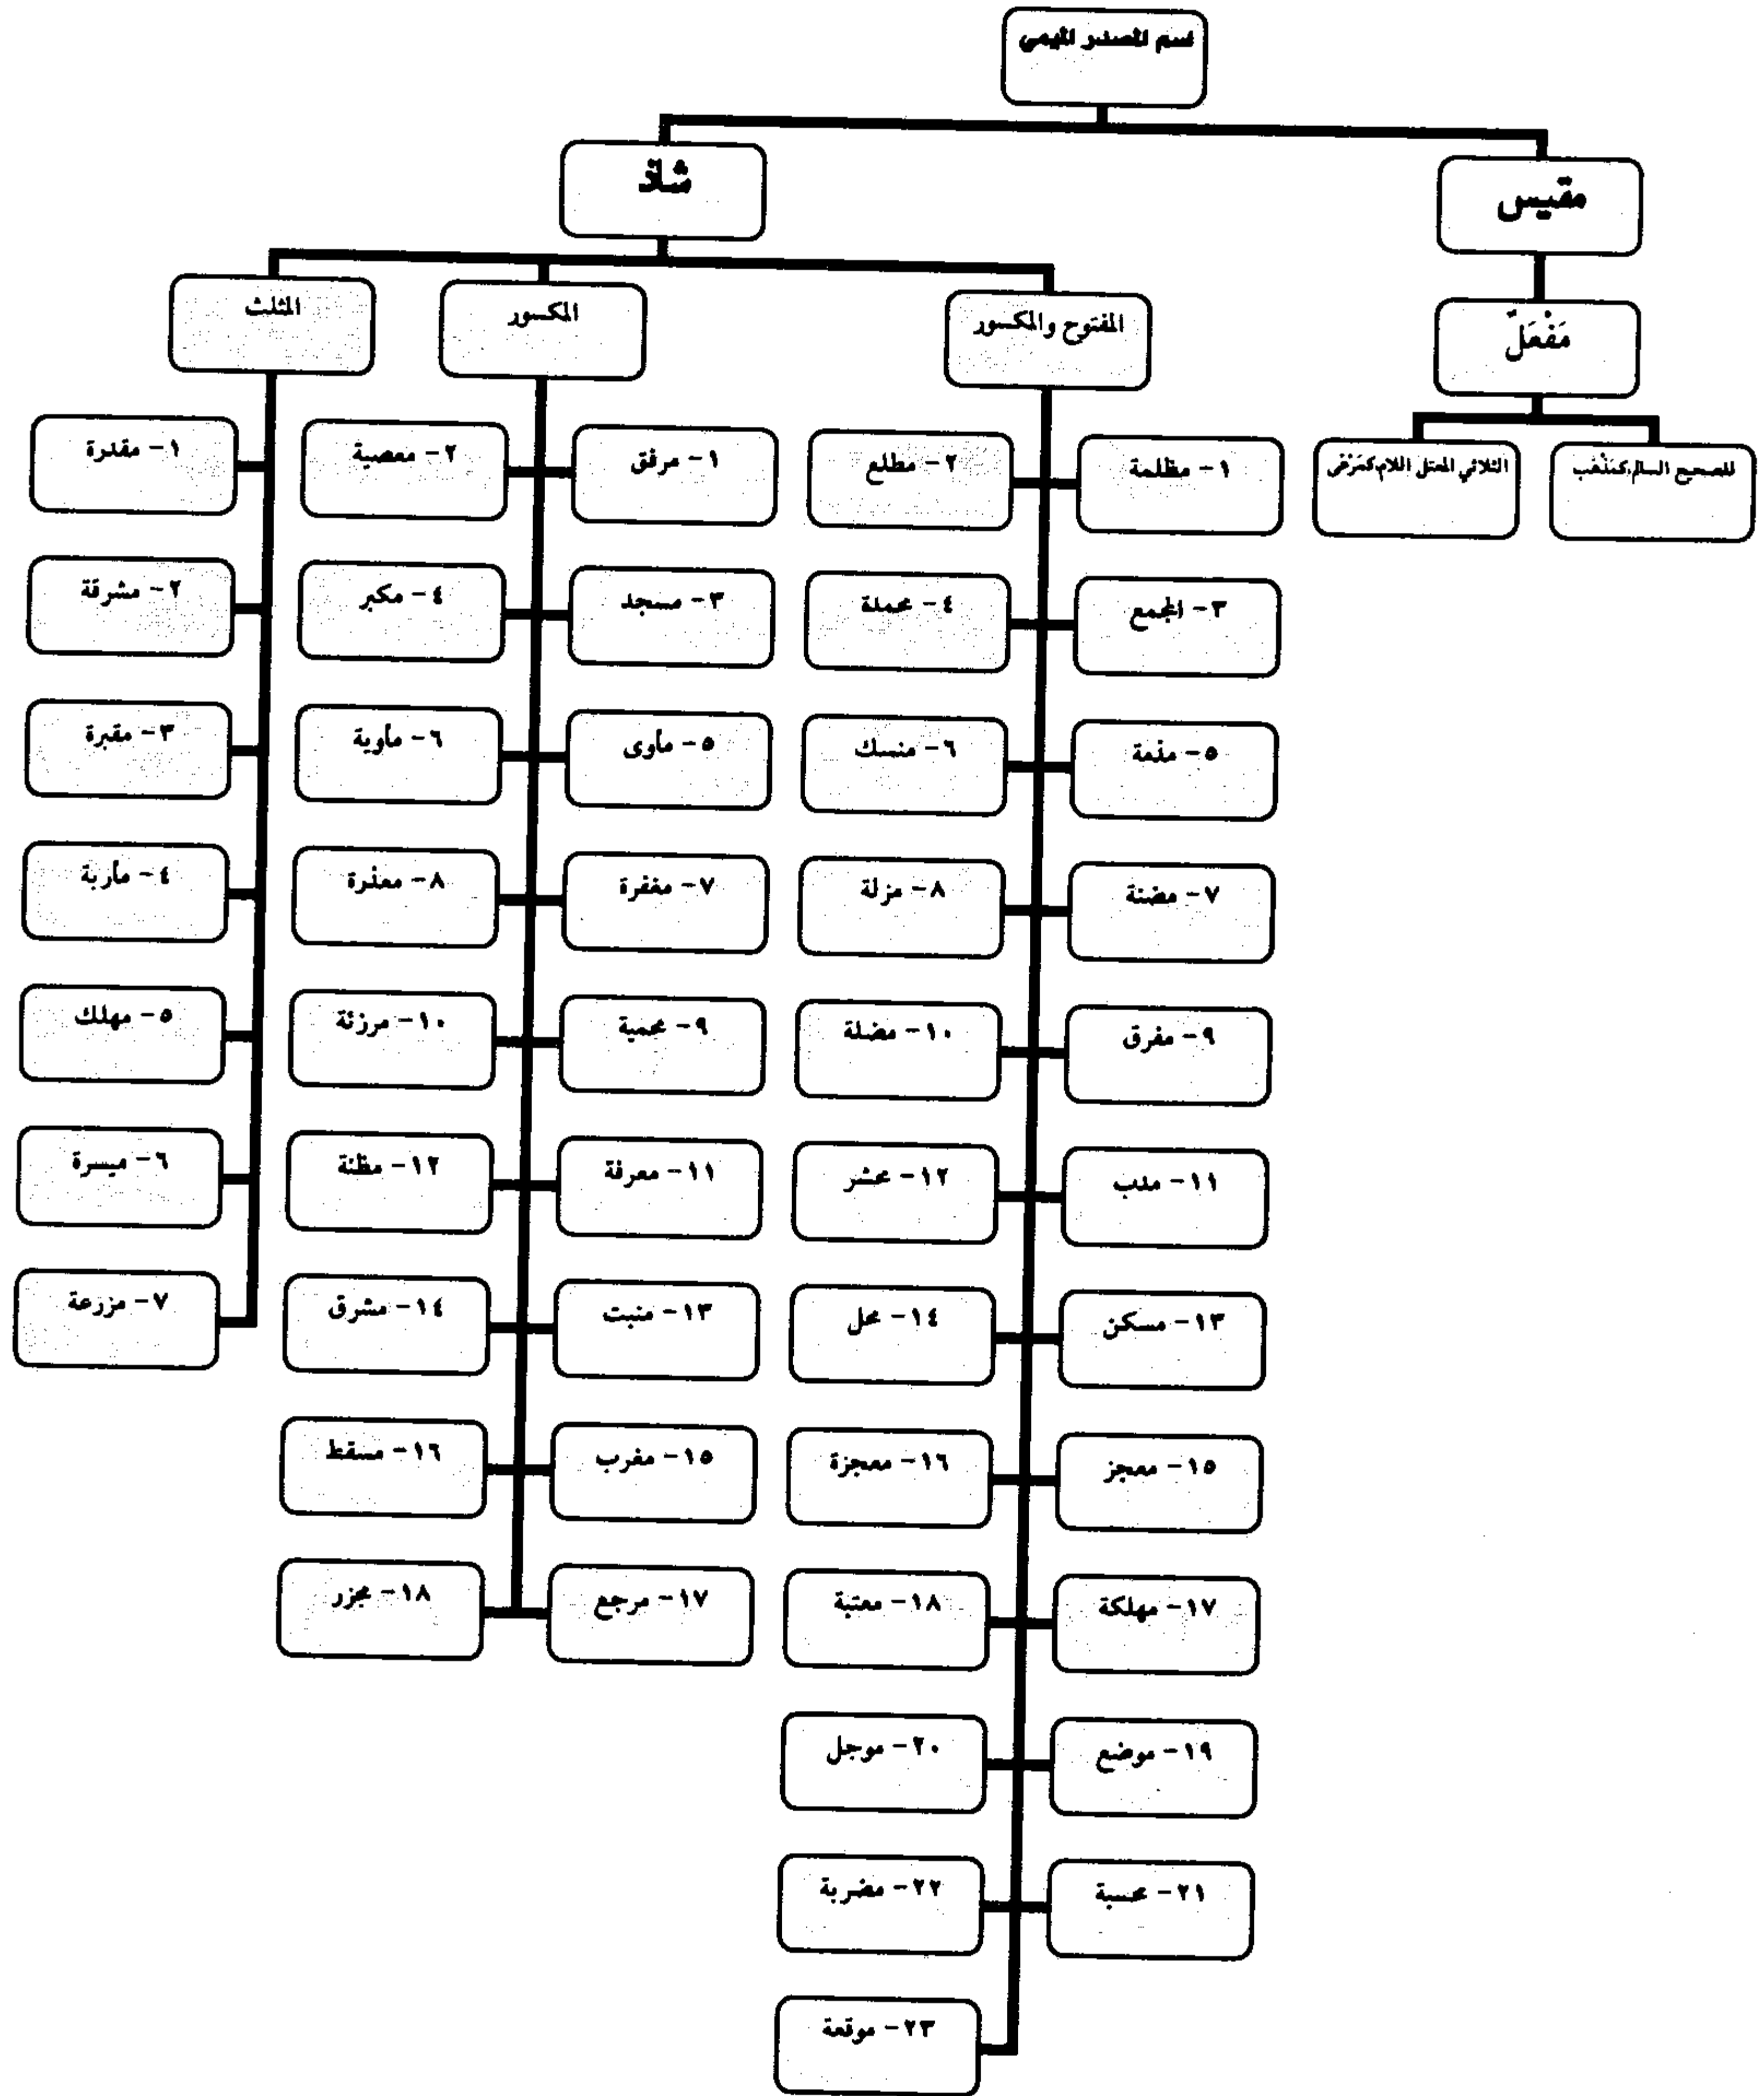 اسم المصدر الميمي
مقيس
شاذ
مَفْعَلٌ
المفتوح والمكسور
المكسور
المثلث
للصحيح السالم،كمَذْهَب
الثلاثي المعتل اللام،كمَرْمَى
١- مظلمة
٢- مطلع
٣- المجمع
٤- محمدة
٥- مذمة
٦- منسك
٧- مضنة
٨- مزلة
٩- مفرق
١٠- مضلة
١١- مدب
١٢- محشر
١٣- مسكن
١٤- محل
١٥- معجز
١٦- معجزة
١٧- مهلكة
١٨- معتبة
١٩- موضع
٢٠- موجل
٢١- محسبة
٢٢- مضربة
٢٣- موقعة
١- مرفق
٢- معصية
٣- مسجد
٤- مكبر
٥- ماوى
٦- ماوية
٧- مغفرة
٨- معذرة
٩- محمية
١٠- مرزئة
١١- معرفة
١٢- مظنة
١٣- منبت
١٤- مشرق
١٥- مغرب
١٦- مسقط
١٧- مرجع
١٨- مجزر
١- مقدرة
٢- مشرقة
٣- مقبرة
٤- ماربة
٥- مهلك
٦- ميسرة
٧- مزرعة